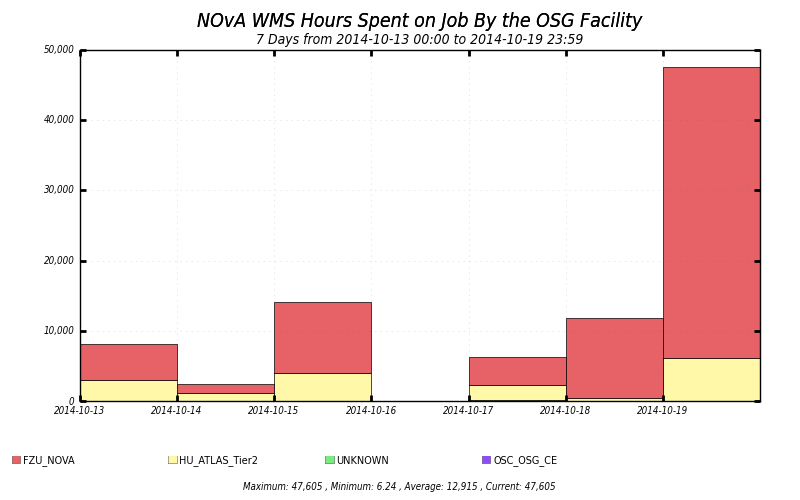 NOvA WMS Hours Spent on Job By the OSG Facility
7 Days from 2014-10-13 00:00 to 2014-10-19 23:59
50,000
40,000
30,000
20,000
10,000
0
2014-10-13 2014-10-14 2014-10-15 2014-10-16 2014-10-17 2014-10-18 2014-10-19
FZU_NOVA HU_ATLAS_Tier2 UNKNOWN OSC_OSG_CE
Maximum: 47,605 , Minimum: 6.24 , Average: 12,915 , Current: 47,605